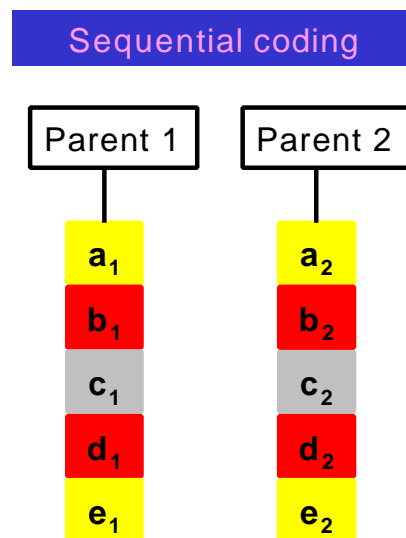 Sequential coding
Parent 1 Parent 2
a1 a2
b1 b2
c1 c2
d1 d2
e1 e2